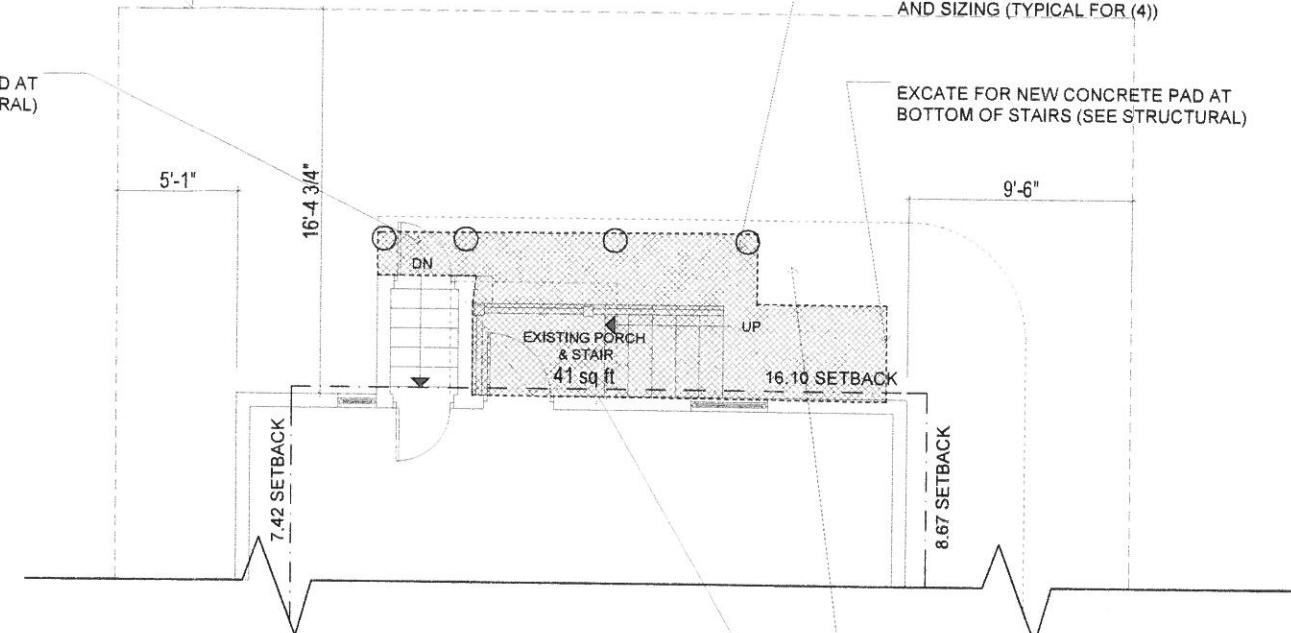 AND SIZING (TYPICAL FOR (4))
D AT
RAL)
EXCATE FOR NEW CONCRETE PAD AT
BOTTOM OF STAIRS (SEE STRUCTURAL)
5'-1"
16'-4 3/4"
9'-6"
DN
UP
EXISTING PORCH
& STAIR
41 sq ft
16.10 SETBACK
7.42 SETBACK
8.67 SETBACK